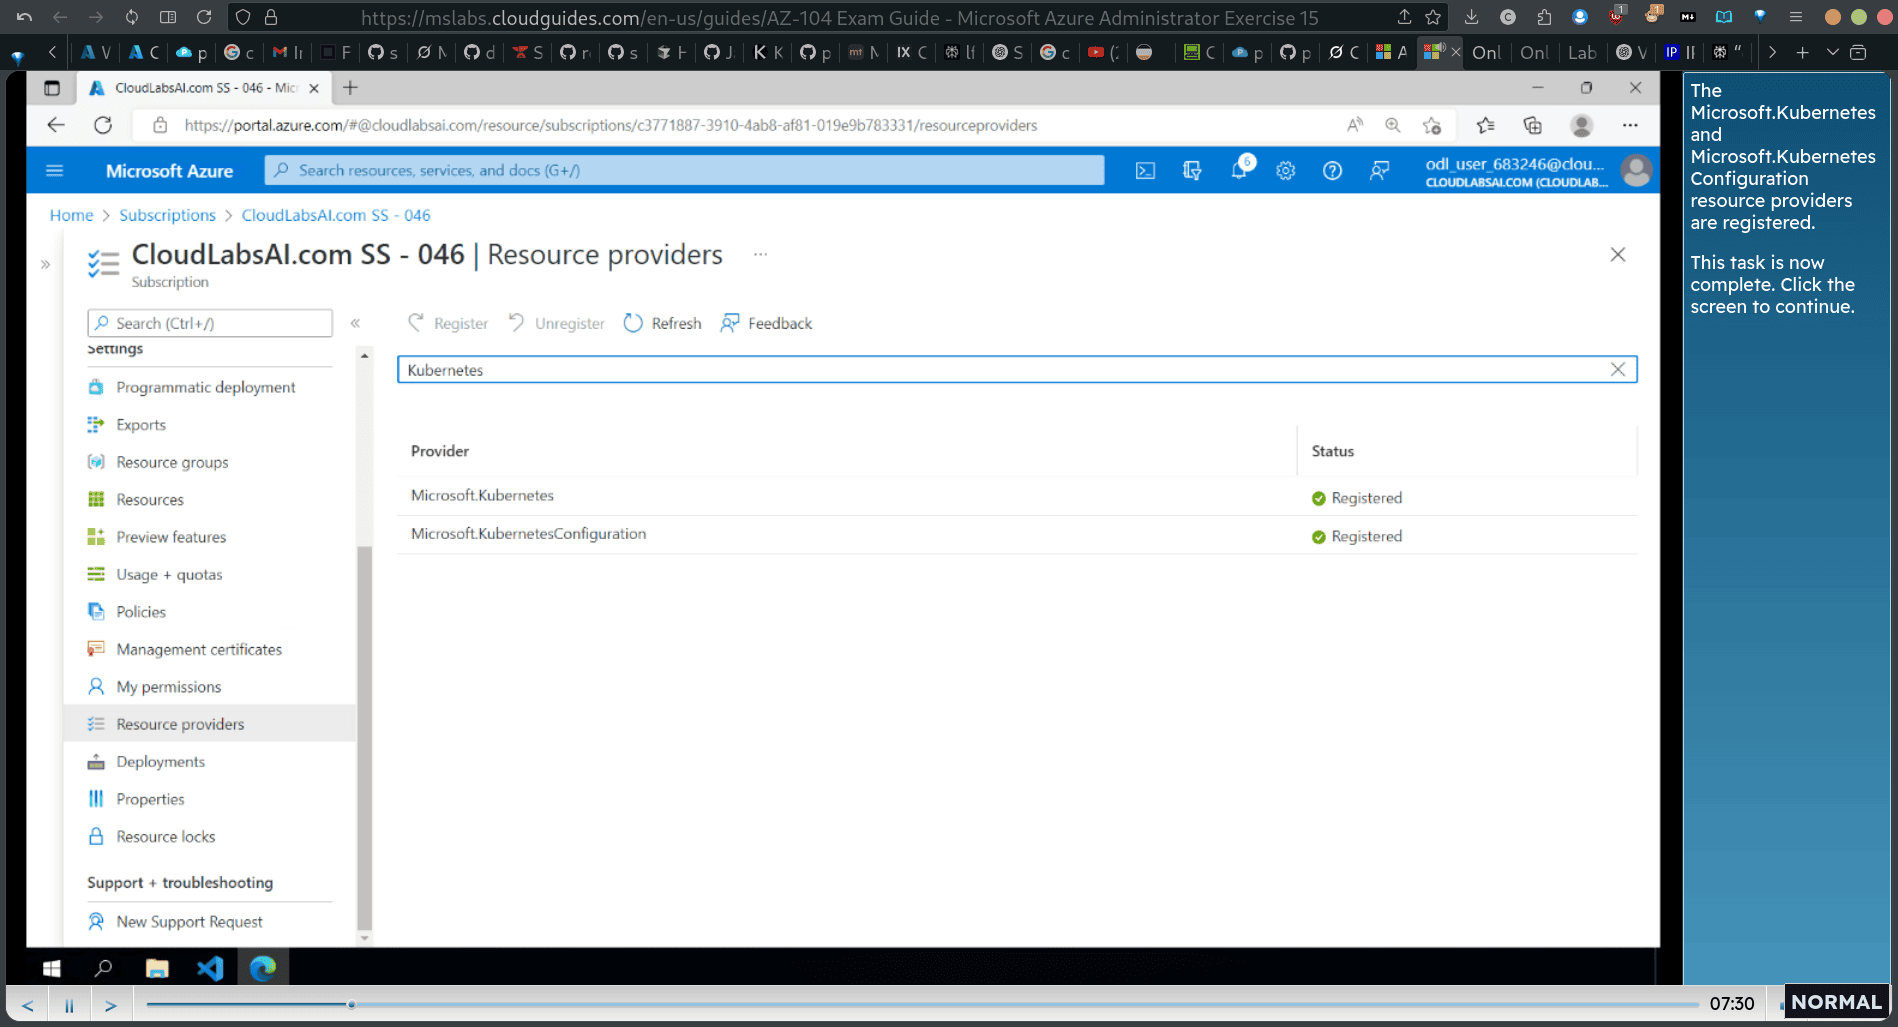 https://mslabs.cloudguides.com/en-us/guides/AZ-104 Exam Guide - Microsoft Azure Administrator Exercise 15
Onl
Onl
Lab
CloudLabsAI.com SS - 046 - Micr
https://portal.azure.com/#@cloudlabsai.com/resource/subscriptions/c3771887-3910-4ab8-af81-019e9b783331/resourceproviders
Microsoft Azure
Search resources, services, and docs (G+/)
6
odl_user_683246@clou...
CLOUDLABSAI.COM (CLOUDLAB...
Home > Subscriptions > CloudLabsAI.com SS - 046
CloudLabsAI.com SS - 046 | Resource providers ...
Subscription
Search (Ctrl+/)
Register
Unregister
Refresh
Feedback
Settings
Programmatic deployment
Exports
Resource groups
Resources
Preview features
Usage + quotas
Policies
Management certificates
My permissions
Resource providers
Deployments
Properties
Resource locks
Support + troubleshooting
New Support Request
Kubernetes
Provider
Status
Microsoft.Kubernetes
Registered
Microsoft.KubernetesConfiguration
Registered
The
Microsoft.Kubernetes
and
Microsoft.Kubernetes
Configuration
resource providers
are registered.
This task is now
complete. Click the
screen to continue.
07:30
NORMAL